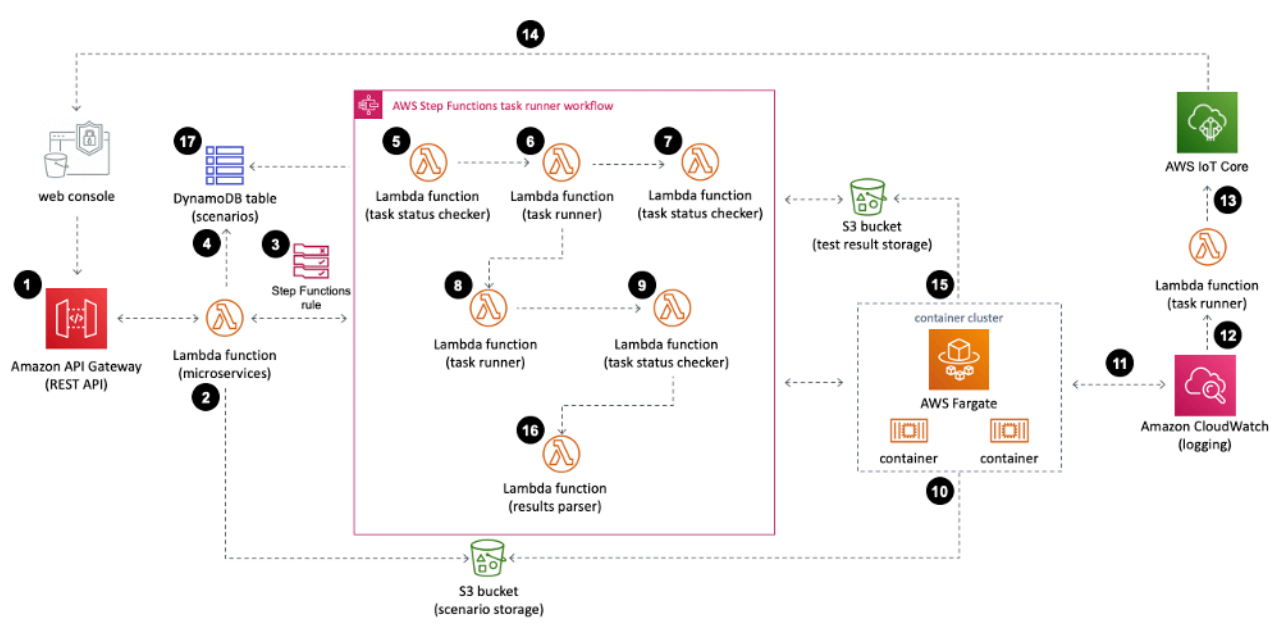 14
AWS Step Functions task runner workflow
5
6
7
17
web console
DynamoDB table
(scenarios)
Lambda function
(task status checker)
Lambda function
(task runner)
Lambda function
(task status checker)
S3 bucket
(test result storage)
AWS IoT Core
13
4
3
Step Functions
rule
1
Amazon API Gateway
(REST API)
Lambda function
(microservices)
2
8
9
Lambda function
(task runner)
Lambda function
(task status checker)
15
container cluster
AWS Fargate
container
container
10
11
Lambda function
(task runner)
12
Amazon CloudWatch
(logging)
16
Lambda function
(results parser)
S3 bucket
(scenario storage)